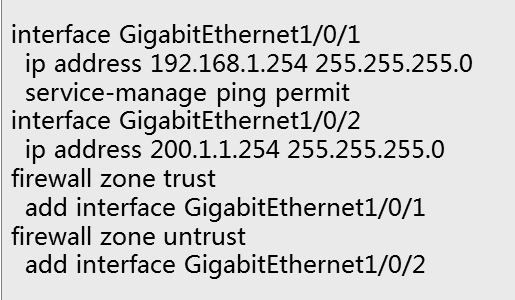 interface GigabitEthernet1/0/1
ip address 192.168.1.254 255.255.255.0
service-manage ping permit
interface GigabitEthernet1/0/2
ip address 200.1.1.254 255.255.255.0
firewall zone trust
add interface GigabitEthernet1/0/1
firewall zone untrust
add interface GigabitEthernet1/0/2